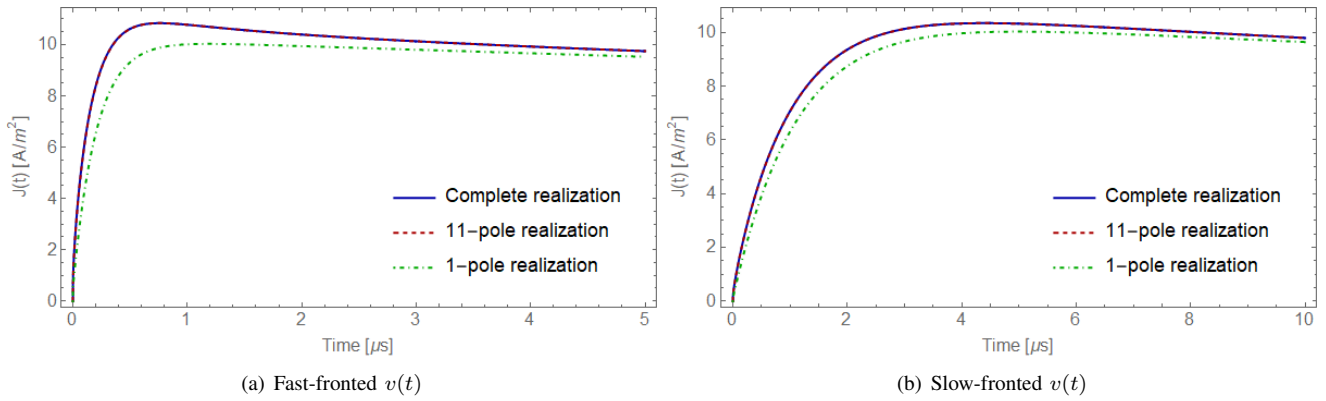 10
8
6
4
2
0
J(t) [A/m²]
Complete realization
11−pole realization
1−pole realization
0
1
2
3
4
5
Time [μs]
(a) Fast-fronted v(t)
10
8
6
4
2
0
J(t) [A/m²]
Complete realization
11−pole realization
1−pole realization
0
2
4
6
8
10
Time [μs]
(b) Slow-fronted v(t)